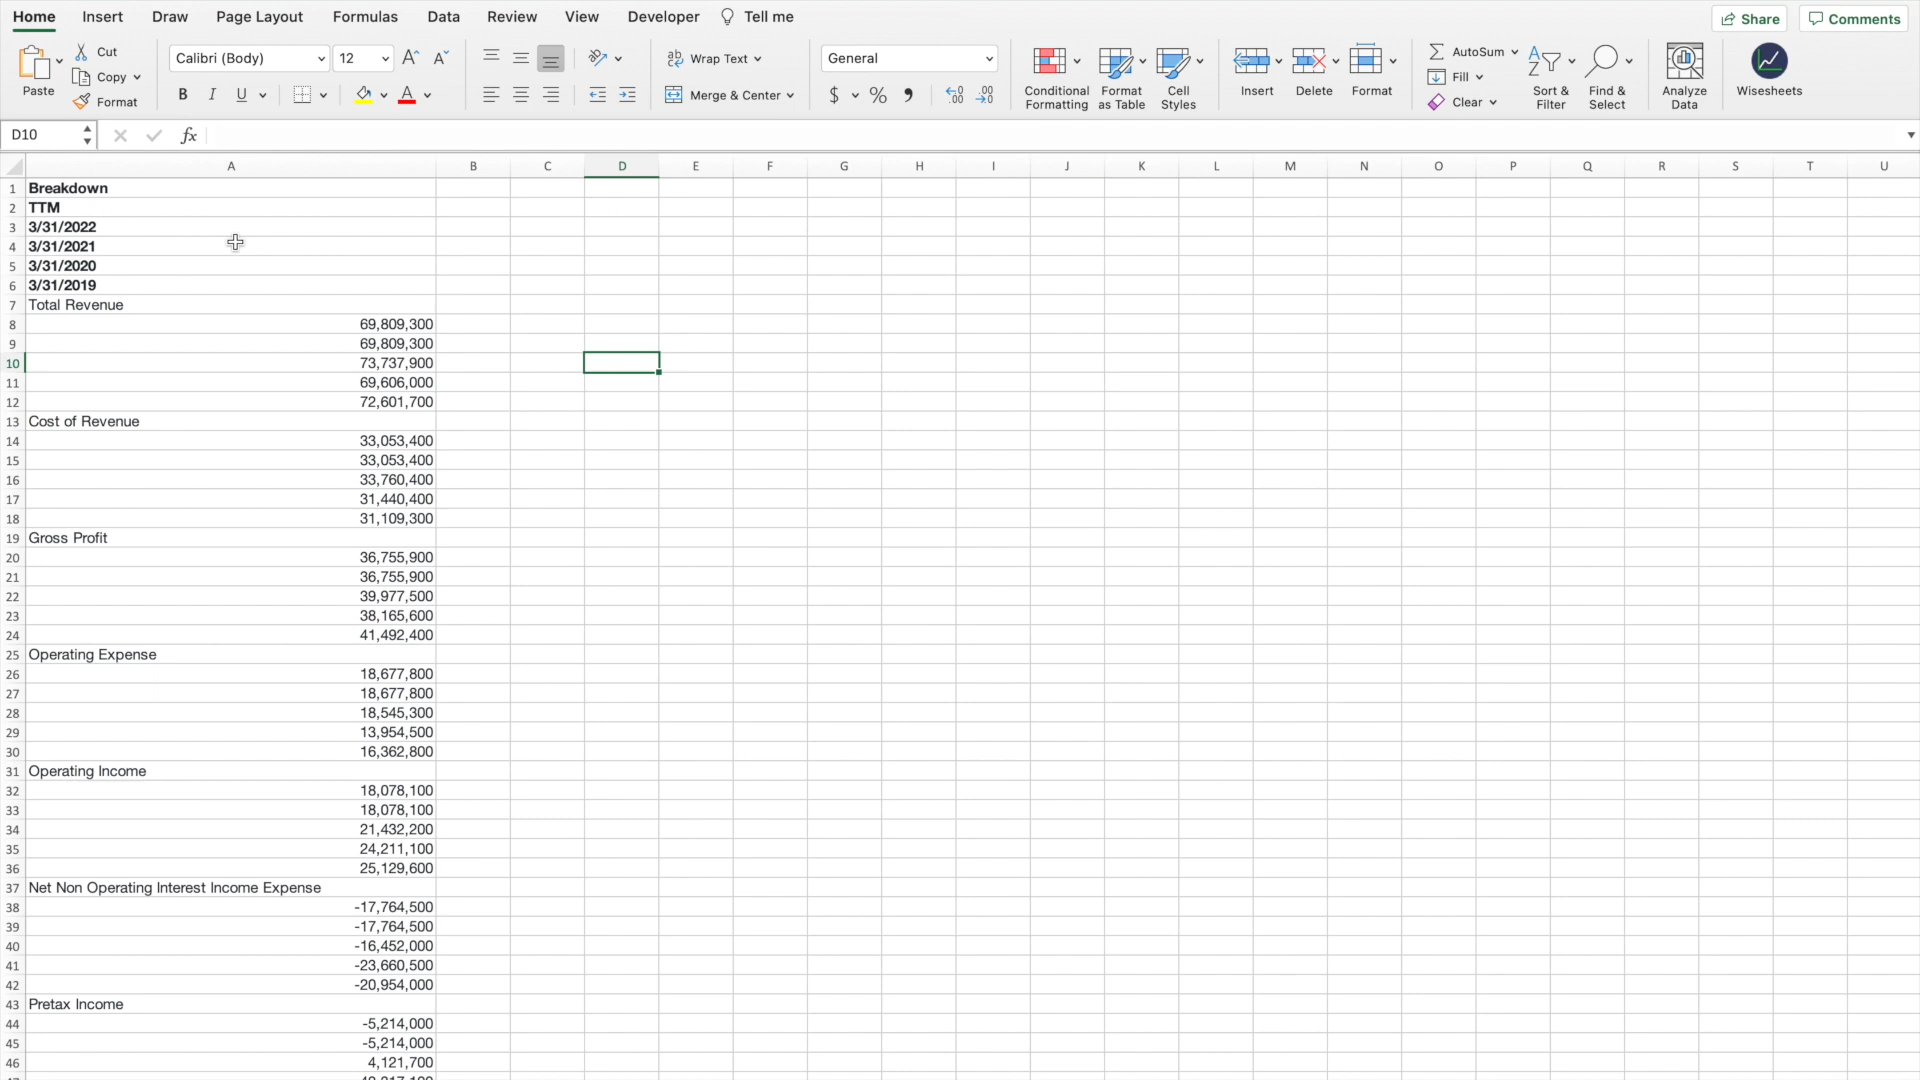 Home Insert Draw Page Layout Formulas Data Review View Developer Tell me Share Comments
Paste Cut Copy Format
Calibri (Body) 12 A^ A˅
B I U A
ab Wrap Text
Merge & Center
General
$ % , .00 .00
Conditional Formatting
Format as Table
Cell Styles
Insert Delete Format
AutoSum
Fill
Clear
Sort & Filter
Find & Select
Analyze Data
Wisesheets
D10 fx
A B C D E F G H I J K L M N O P Q R S T U
1 Breakdown
2 TTM
3 3/31/2022
4 3/31/2021
5 3/31/2020
6 3/31/2019
7 Total Revenue
8 69,809,300
9 69,809,300
10 73,737,900
11 69,606,000
12 72,601,700
13 Cost of Revenue
14 33,053,400
15 33,053,400
16 33,760,400
17 31,440,400
18 31,109,300
19 Gross Profit
20 36,755,900
21 36,755,900
22 39,977,500
23 38,165,600
24 41,492,400
25 Operating Expense
26 18,677,800
27 18,677,800
28 18,545,300
29 13,954,500
30 16,362,800
31 Operating Income
32 18,078,100
33 18,078,100
34 21,432,200
35 24,211,100
36 25,129,600
37 Net Non Operating Interest Income Expense
38 -17,764,500
39 -17,764,500
40 -16,452,000
41 -23,660,500
42 -20,954,000
43 Pretax Income
44 -5,214,000
45 -5,214,000
46 4,121,700